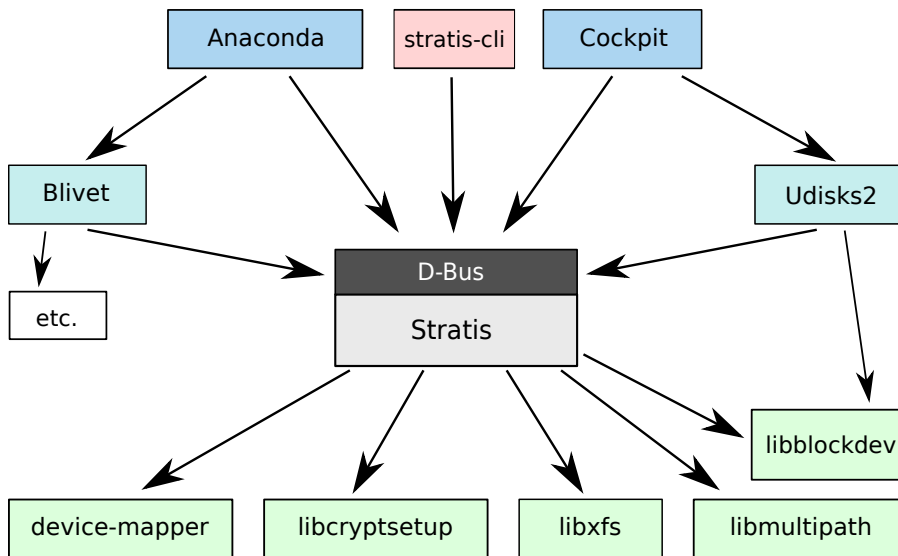 Anaconda
stratis-cli
Cockpit
Blivet
Udisks2
D-Bus
etc.
Stratis
libblockdev
device-mapper
libcryptsetup
libxfs
libmultipath